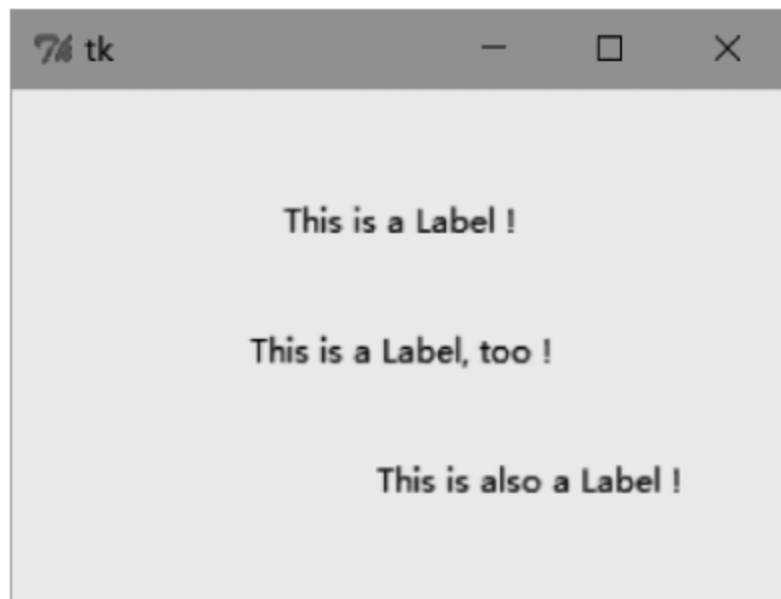 tk
This is a Label !
This is a Label, too !
This is also a Label !